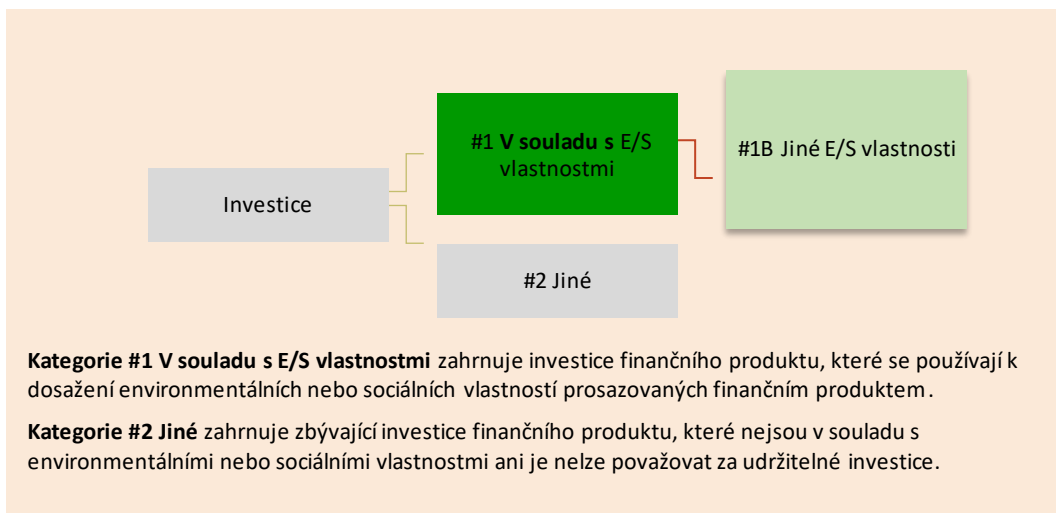 #1 V souladu s E/S
vlastnostmi
#1B Jiné E/S vlastnosti
Investice
#2 Jiné
Kategorie #1 V souladu s E/S vlastnostmi zahrnuje investice finančního produktu, které se používají k
dosažení environmentálních nebo sociálních vlastností prosazovaných finančním produktem.
Kategorie #2 Jiné zahrnuje zbývající investice finančního produktu, které nejsou v souladu s
environmentálními nebo sociálními vlastnostmi ani je nelze považovat za udržitelné investice.